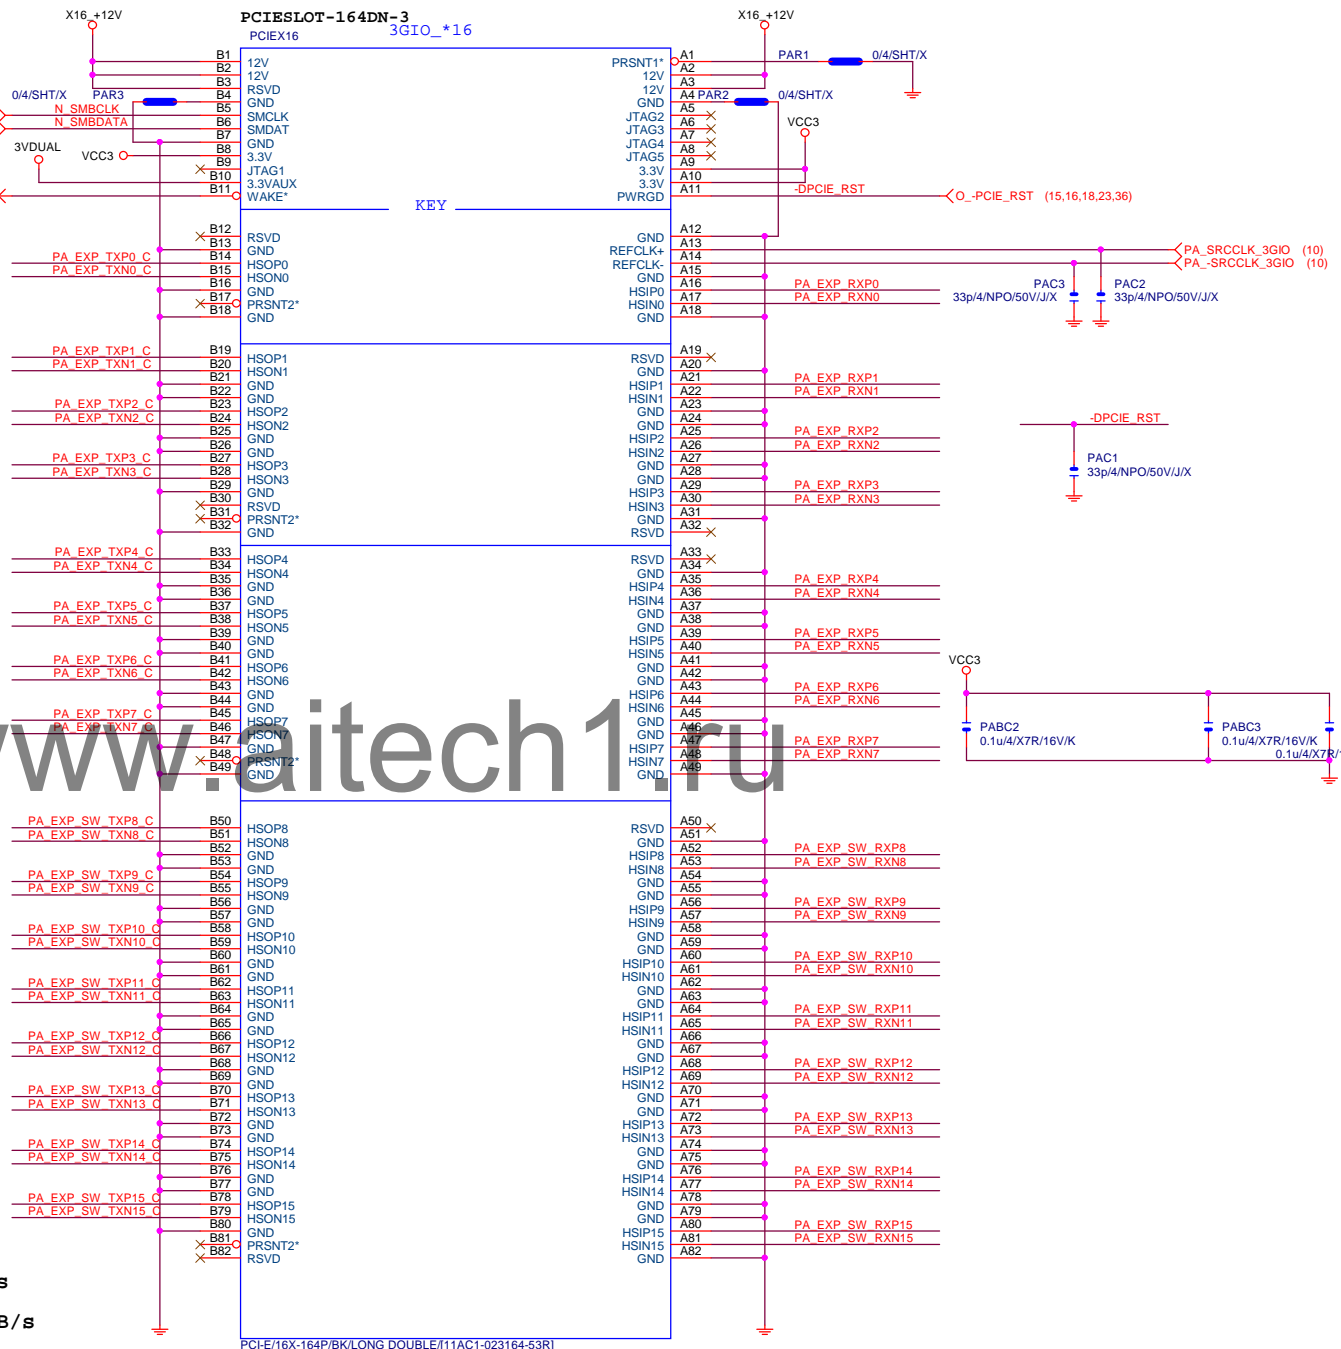 X16_+12V
PCIESLOT-164DN-3
3GIO_*16
PCIEX16
X16_+12V
B1 12V PRSNT1* A1 PAR1 0/4/SHT/X
B2 12V 12V A2
B3 RSVD 12V A3
0/4/SHT/X PAR3 B4 GND GND A4 PAR2 0/4/SHT/X
N_SMBCLK B5 SMCLK JTAG2 A5
N_SMBDATA B6 SMDAT JTAG3 A6 VCC3
B7 GND JTAG4 A7
3VDUAL VCC3 B8 3.3V JTAG5 A8
B9 JTAG1 3.3V A9
B10 3.3VAUX 3.3V A10
B11 WAKE* PWRGD A11 -DPCIE_RST O_-PCIE_RST (15,16,18,23,36)
KEY
B12 RSVD GND A12
B13 GND REFCLK+ A13 PA_SRCCLK_3GIO (10)
PA_EXP_TXP0_C B14 HSOP0 REFCLK- A14 PA_-SRCCLK_3GIO (10)
PA_EXP_TXN0_C B15 HSON0 GND A15
B16 GND HSIP0 A16 PA_EXP_RXP0 PAC3 PAC2
B17 PRSNT2* HSIN0 A17 PA_EXP_RXN0 33p/4/NPO/50V/J/X 33p/4/NPO/50V/J/X
B18 GND GND A18
PA_EXP_TXP1_C B19 HSOP1 RSVD A19
PA_EXP_TXN1_C B20 HSON1 GND A20
B21 GND HSIP1 A21 PA_EXP_RXP1
B22 GND HSIN1 A22 PA_EXP_RXN1
PA_EXP_TXP2_C B23 HSOP2 GND A23
PA_EXP_TXN2_C B24 HSON2 GND A24 -DPCIE_RST
B25 GND HSIP2 A25 PA_EXP_RXP2
B26 GND HSIN2 A26 PA_EXP_RXN2
PA_EXP_TXP3_C B27 HSOP3 GND A27 PAC1
PA_EXP_TXN3_C B28 HSON3 GND A28 33p/4/NPO/50V/J/X
B29 GND HSIP3 A29 PA_EXP_RXP3
B30 RSVD HSIN3 A30 PA_EXP_RXN3
B31 PRSNT2* GND A31
B32 GND RSVD A32
PA_EXP_TXP4_C B33 HSOP4 RSVD A33
PA_EXP_TXN4_C B34 HSON4 GND A34
B35 GND HSIP4 A35 PA_EXP_RXP4
B36 GND HSIN4 A36 PA_EXP_RXN4
PA_EXP_TXP5_C B37 HSOP5 GND A37
PA_EXP_TXN5_C B38 HSON5 GND A38
B39 GND HSIP5 A39 PA_EXP_RXP5
B40 GND HSIN5 A40 PA_EXP_RXN5
PA_EXP_TXP6_C B41 HSOP6 GND A41 VCC3
PA_EXP_TXN6_C B42 HSON6 GND A42
B43 GND HSIP6 A43 PA_EXP_RXP6
B44 GND HSIN6 A44 PA_EXP_RXN6
PA_EXP_TXP7_C B45 HSOP7 GND A45
PA_EXP_TXN7_C B46 HSON7 GND A46 PABC2 PABC3
B47 GND HSIP7 A47 PA_EXP_RXP7 0.1u/4/X7R/16V/K 0.1u/4/X7R/16V/K
B48 PRSNT2* HSIN7 A48 PA_EXP_RXN7 0.1u/4/X7R/
B49 GND GND A49
www.aitech1.ru
PA_EXP_SW_TXP8_C B50 HSOP8 RSVD A50
PA_EXP_SW_TXN8_C B51 HSON8 GND A51
B52 GND HSIP8 A52 PA_EXP_SW_RXP8
B53 GND HSIN8 A53 PA_EXP_SW_RXN8
PA_EXP_SW_TXP9_C B54 HSOP9 GND A54
PA_EXP_SW_TXN9_C B55 HSON9 GND A55
B56 GND HSIP9 A56 PA_EXP_SW_RXP9
B57 GND HSIN9 A57 PA_EXP_SW_RXN9
PA_EXP_SW_TXP10_C B58 HSOP10 GND A58
PA_EXP_SW_TXN10_C B59 HSON10 GND A59
B60 GND HSIP10 A60 PA_EXP_SW_RXP10
B61 GND HSIN10 A61 PA_EXP_SW_RXN10
PA_EXP_SW_TXP11_C B62 HSOP11 GND A62
PA_EXP_SW_TXN11_C B63 HSON11 GND A63
B64 GND HSIP11 A64 PA_EXP_SW_RXP11
B65 GND HSIN11 A65 PA_EXP_SW_RXN11
PA_EXP_SW_TXP12_C B66 HSOP12 GND A66
PA_EXP_SW_TXN12_C B67 HSON12 GND A67
B68 GND HSIP12 A68 PA_EXP_SW_RXP12
B69 GND HSIN12 A69 PA_EXP_SW_RXN12
PA_EXP_SW_TXP13_C B70 HSOP13 GND A70
PA_EXP_SW_TXN13_C B71 HSON13 GND A71
B72 GND HSIP13 A72 PA_EXP_SW_RXP13
B73 GND HSIN13 A73 PA_EXP_SW_RXN13
PA_EXP_SW_TXP14_C B74 HSOP14 GND A74
PA_EXP_SW_TXN14_C B75 HSON14 GND A75
B76 GND HSIP14 A76 PA_EXP_SW_RXP14
B77 GND HSIN14 A77 PA_EXP_SW_RXN14
PA_EXP_SW_TXP15_C B78 HSOP15 GND A78
PA_EXP_SW_TXN15_C B79 HSON15 GND A79
B80 GND HSIP15 A80 PA_EXP_SW_RXP15
B81 PRSNT2* HSIN15 A81 PA_EXP_SW_RXN15
B82 RSVD GND A82
s
B/s
PCI-E/16X-164P/BK/LONG DOUBLE/[11AC1-023164-53R]